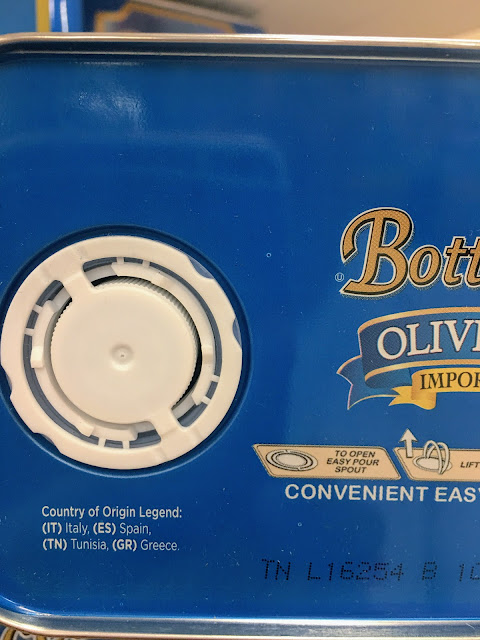 Bott
OLIV
IMPOR
TO OPEN
EASY POUR
SPOUT
LIFT
CONVENIENT EASY
Country of Origin Legend:
(IT) Italy, (ES) Spain,
(TN) Tunisia, (GR) Greece.
TN L16254 B 10